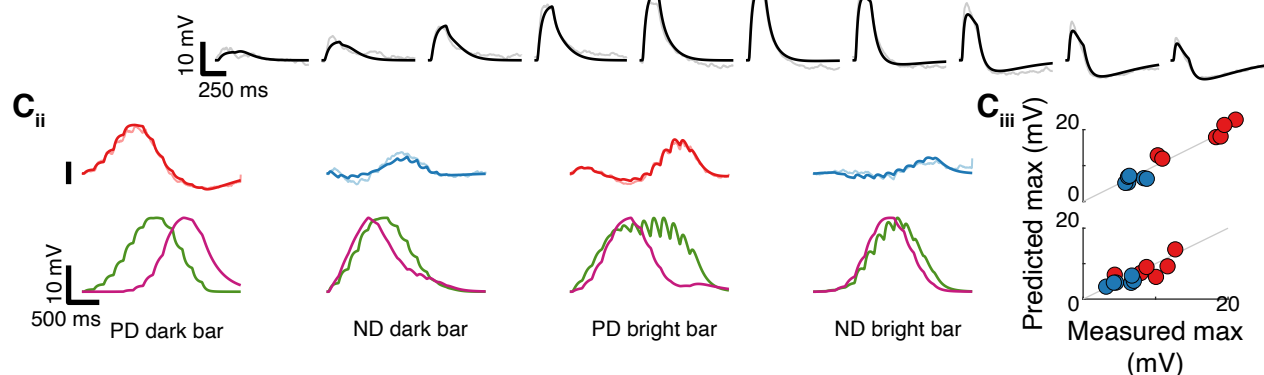 10 mV
250 ms
Cii
Ciii
10 mV
500 ms
PD dark bar
ND dark bar
PD bright bar
ND bright bar
Predicted max (mV)
20
0
20
0
20
Measured max
(mV)